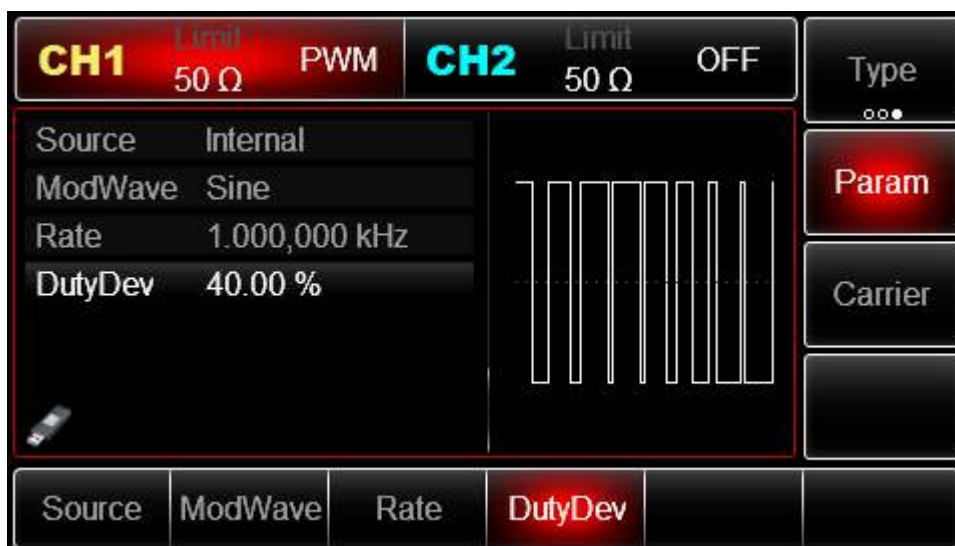 CH1 Limit 50 Ω PWM CH2 Limit 50 Ω OFF
Type
Source Internal
ModWave Sine
Rate 1.000,000 kHz
DutyDev 40.00 %
Param
Carrier
Source ModWave Rate DutyDev